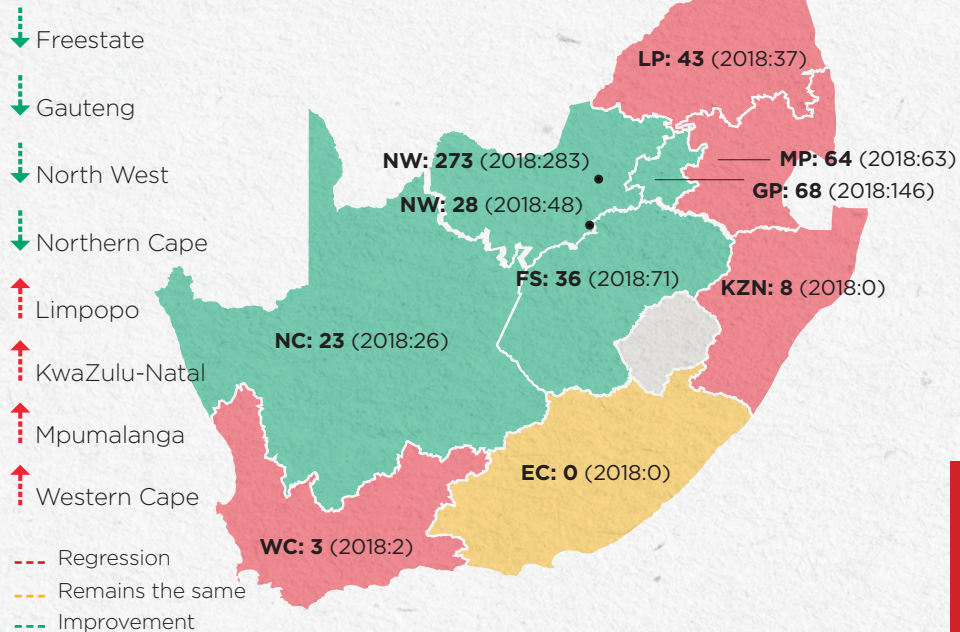 Freestate
Gauteng
North West
Northern Cape
Limpopo
KwaZulu-Natal
Mpumalanga
Western Cape
Regression
Remains the same
Improvement
LP: 43 (2018:37)
NW: 273 (2018:283)
MP: 64 (2018:63)
GP: 68 (2018:146)
NW: 28 (2018:48)
FS: 36 (2018:71)
KZN: 8 (2018:0)
NC: 23 (2018:26)
EC: 0 (2018:0)
WC: 3 (2018:2)